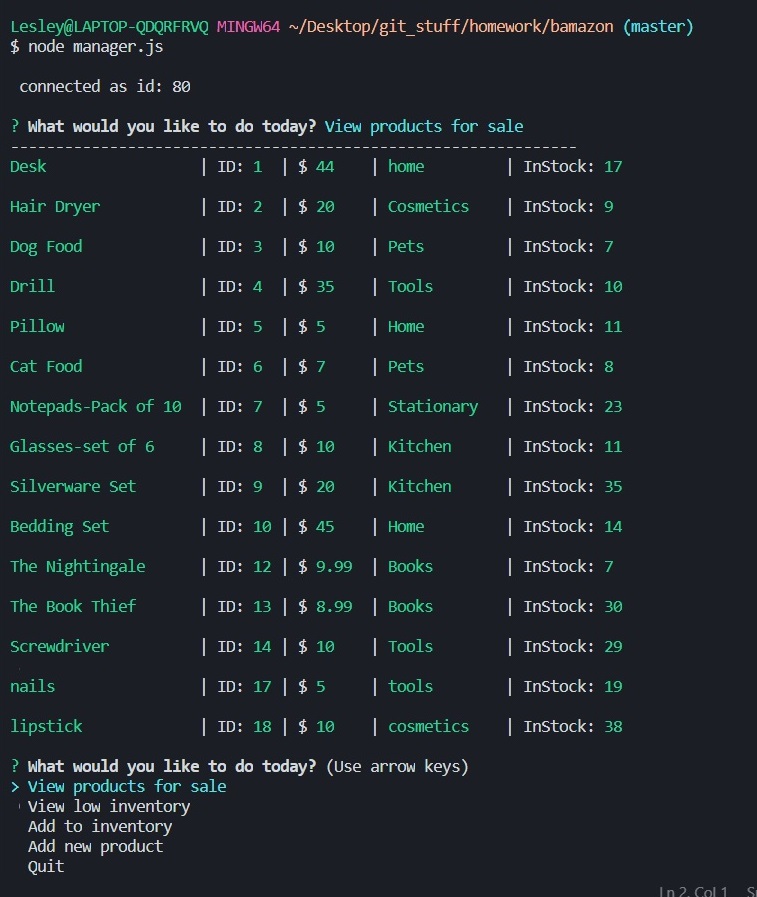 Lesley@LAPTOP-QDQRFRVQ MINGW64 ~/Desktop/git_stuff/homework/bamazon (master)
$ node manager.js
connected as id: 80
? What would you like to do today? View products for sale
---------------------------------------------------------------
Desk | ID: 1 | $ 44 | home | InStock: 17
Hair Dryer | ID: 2 | $ 20 | Cosmetics | InStock: 9
Dog Food | ID: 3 | $ 10 | Pets | InStock: 7
Drill | ID: 4 | $ 35 | Tools | InStock: 10
Pillow | ID: 5 | $ 5 | Home | InStock: 11
Cat Food | ID: 6 | $ 7 | Pets | InStock: 8
Notepads-Pack of 10 | ID: 7 | $ 5 | Stationary | InStock: 23
Glasses-set of 6 | ID: 8 | $ 10 | Kitchen | InStock: 11
Silverware Set | ID: 9 | $ 20 | Kitchen | InStock: 35
Bedding Set | ID: 10 | $ 45 | Home | InStock: 14
The Nightingale | ID: 12 | $ 9.99 | Books | InStock: 7
The Book Thief | ID: 13 | $ 8.99 | Books | InStock: 30
Screwdriver | ID: 14 | $ 10 | Tools | InStock: 29
nails | ID: 17 | $ 5 | tools | InStock: 19
lipstick | ID: 18 | $ 10 | cosmetics | InStock: 38
? What would you like to do today? (Use arrow keys)
> View products for sale
View low inventory
Add to inventory
Add new product
Quit
Ln 2, Col 1